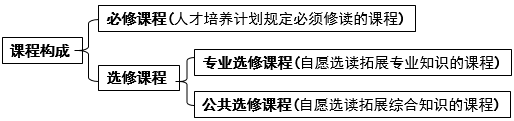 必修课程(人才培养计划规定必须修读的课程)
课程构成
专业选修课程(自愿选读拓展专业知识的课程)
选修课程
公共选修课程(自愿选读拓展综合知识的课程)